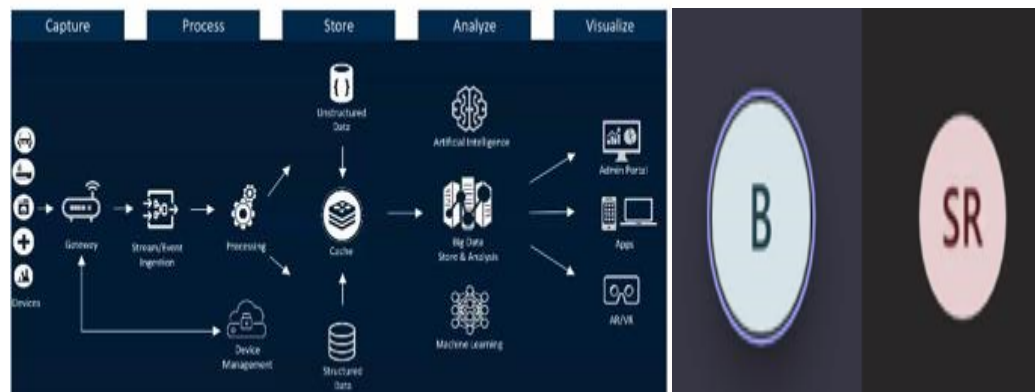 Capture
Process
Store
Analyze
Visualize
Unstructured
Data
Artificial Intelligence
Admin Portal
Gateway
Stream/Event
Ingestion
Processing
Cache
Big Data
Store & Analysis
Apps
Devices
Device
Management
Structured
Data
Machine Learning
AR/VR
B
SR